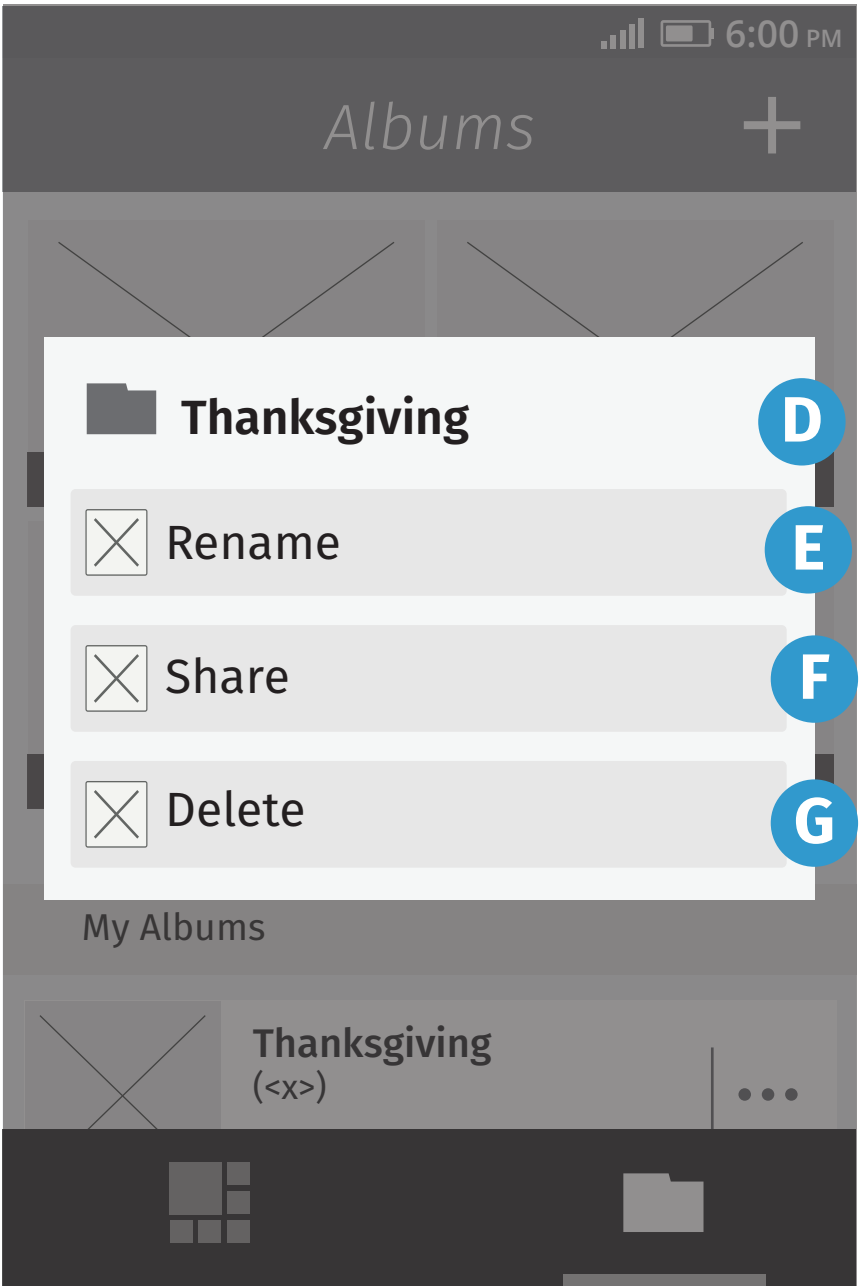 6:00 PM
Albums
Thanksgiving
D
Rename
E
Share
F
Delete
G
My Albums
Thanksgiving
(<x>)